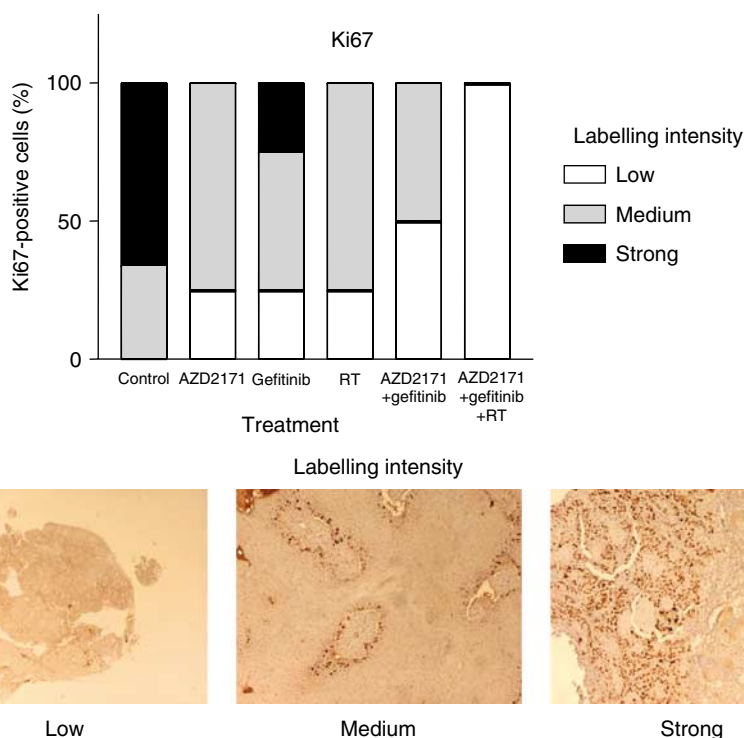 Ki67
Ki67-positive cells (%)
100
50
0
Labelling intensity
Low
Medium
Strong
Control AZD2171 Gefitinib RT AZD2171 AZD2171
+gefitinib +gefitinib
+RT
Treatment
Labelling intensity
Low Medium Strong